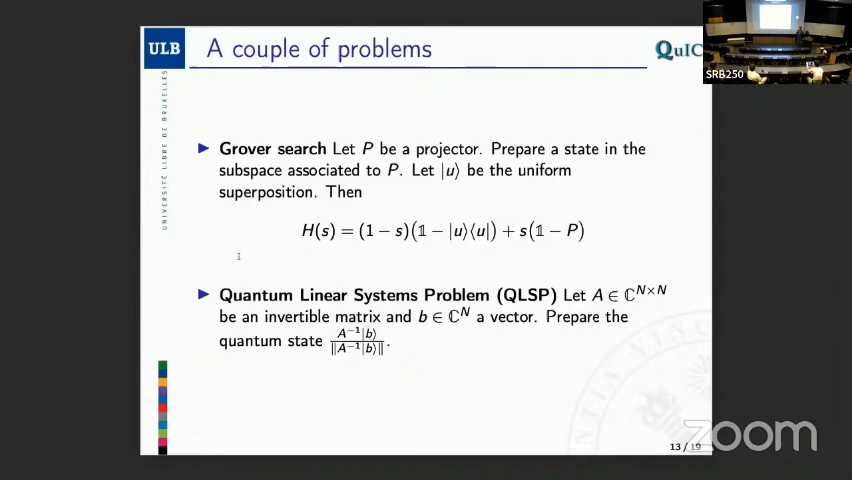 ULB
A couple of problems
QuIC
SRB250
UNIVERSITÉ LIBRE DE BRUXELLES
▶ Grover search Let P be a projector. Prepare a state in the
subspace associated to P. Let |u⟩ be the uniform
superposition. Then
H(s) = (1 − s)(𝟙 − |u⟩⟨u|) + s(𝟙 − P)
▶ Quantum Linear Systems Problem (QLSP) Let A ∈ ℂ^{N×N}
be an invertible matrix and b ∈ ℂ^N a vector. Prepare the
quantum state A⁻¹|b⟩ / ‖A⁻¹|b⟩‖.
13 / 19
zoom